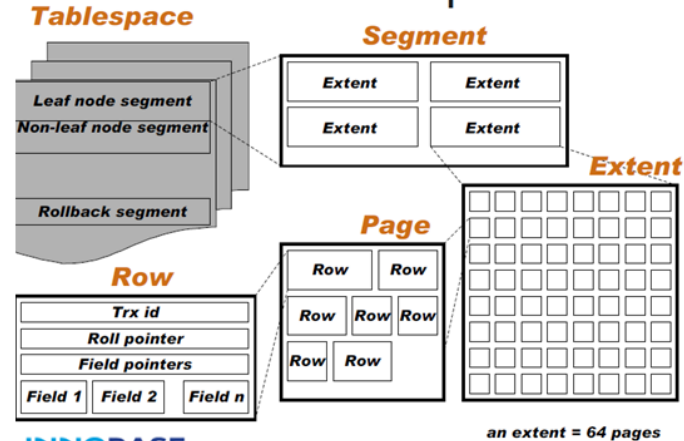 Tablespace
Segment
Leaf node segment
Non-leaf node segment
Rollback segment
Extent
Extent
Extent
Extent
Extent
Page
Row
Row
Row
Row
Row
Row
Row
Row
Trx id
Roll pointer
Field pointers
Field 1
Field 2
Field n
an extent = 64 pages